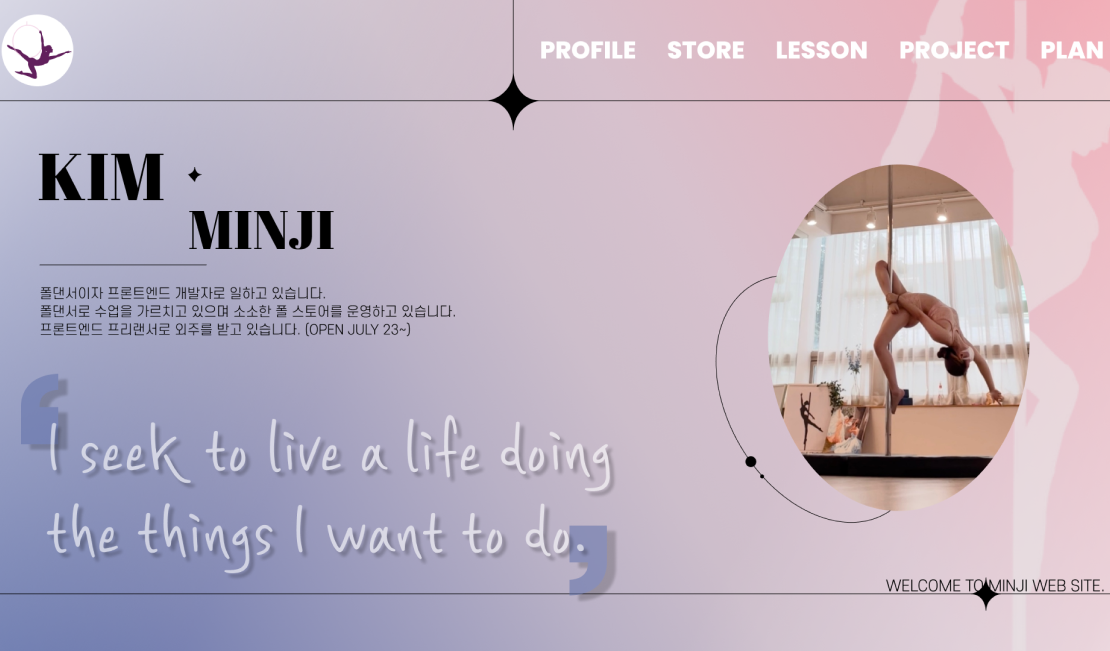 PROFILE STORE LESSON PROJECT PLAN
KIM
MINJI
폴댄서이자 프론트엔드 개발자로 일하고 있습니다.
폴댄서로 수업을 가르치고 있으며 소소한 폴 스토어를 운영하고 있습니다.
프론트엔드 프리랜서로 외주를 받고 있습니다. (OPEN JULY 23~)
‘I seek to live a life doing
the things I want to do.’
WELCOME TO MINJI WEB SITE.